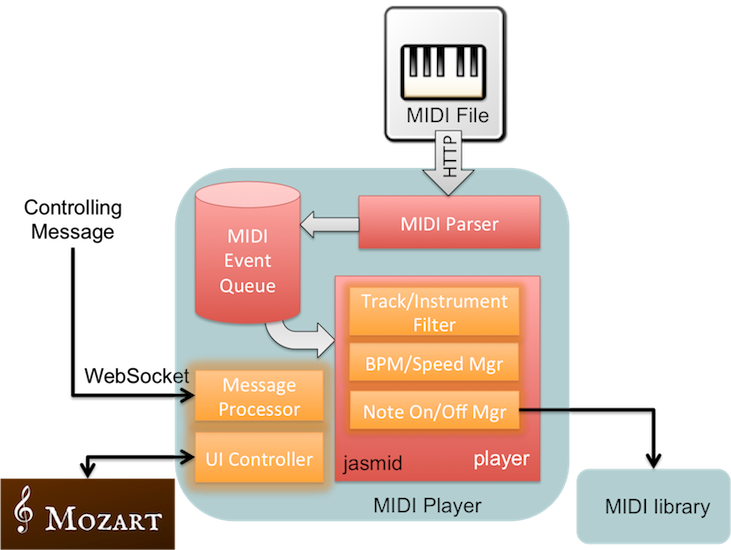 MIDI File
HTTP
Controlling
Message
MIDI Parser
MIDI
Event
Queue
Track/Instrument
Filter
BPM/Speed Mgr
Note On/Off Mgr
jasmid
player
WebSocket
Message
Processor
UI Controller
MIDI Player
MOZART
MIDI library